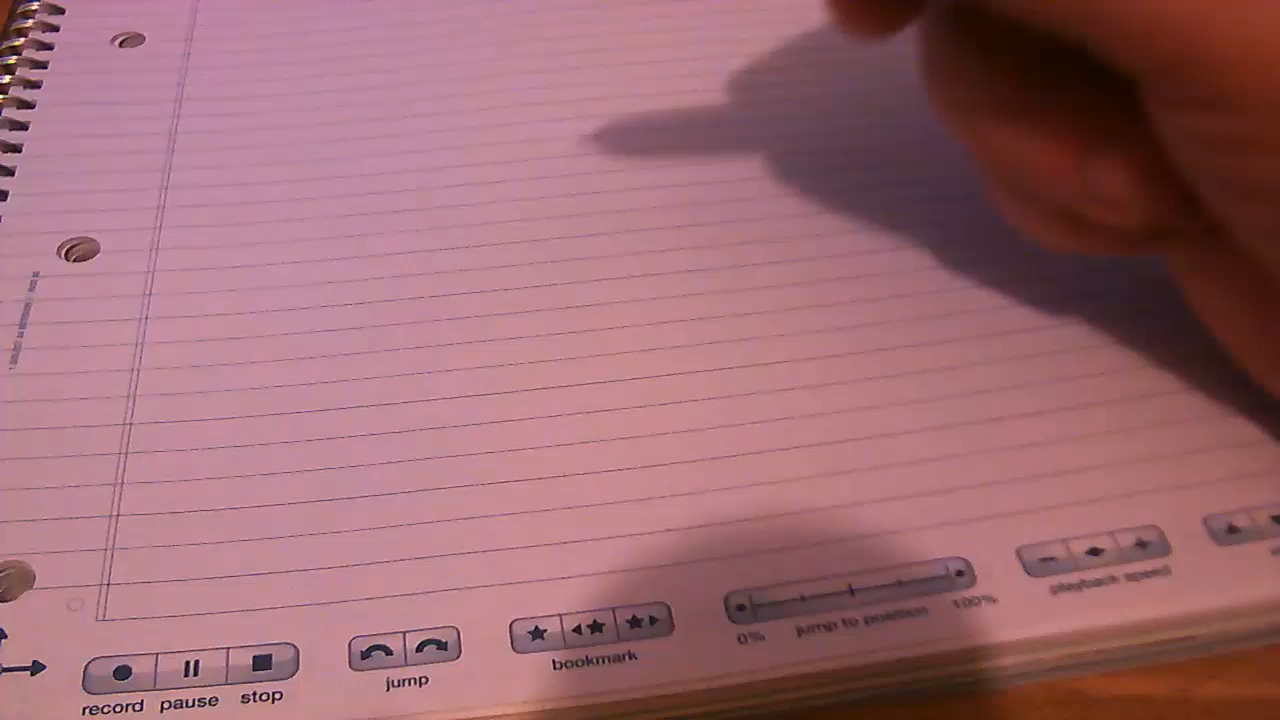 record pause stop
jump
bookmark
0% jump to position 100%
playback speed